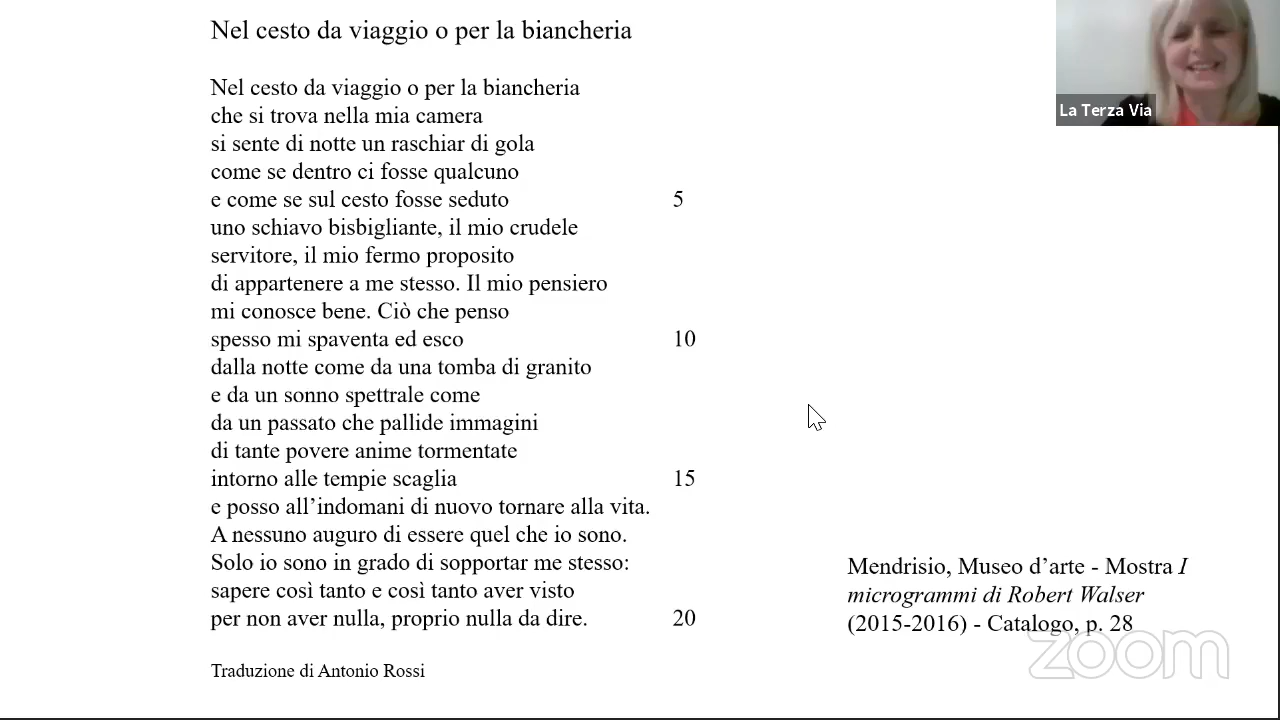 Nel cesto da viaggio o per la biancheria
Nel cesto da viaggio o per la biancheria
che si trova nella mia camera
si sente di notte un raschiar di gola
come se dentro ci fosse qualcuno
e come se sul cesto fosse seduto 5
uno schiavo bisbigliante, il mio crudele
servitore, il mio fermo proposito
di appartenere a me stesso. Il mio pensiero
mi conosce bene. Ciò che penso
spesso mi spaventa ed esco 10
dalla notte come da una tomba di granito
e da un sonno spettrale come
da un passato che pallide immagini
di tante povere anime tormentate
intorno alle tempie scaglia 15
e posso all’indomani di nuovo tornare alla vita.
A nessuno auguro di essere quel che io sono.
Solo io sono in grado di sopportar me stesso:
sapere così tanto e così tanto aver visto
per non aver nulla, proprio nulla da dire. 20
Traduzione di Antonio Rossi
La Terza Via
Mendrisio, Museo d’arte - Mostra I
microgrammi di Robert Walser
(2015-2016) - Catalogo, p. 28
zoom